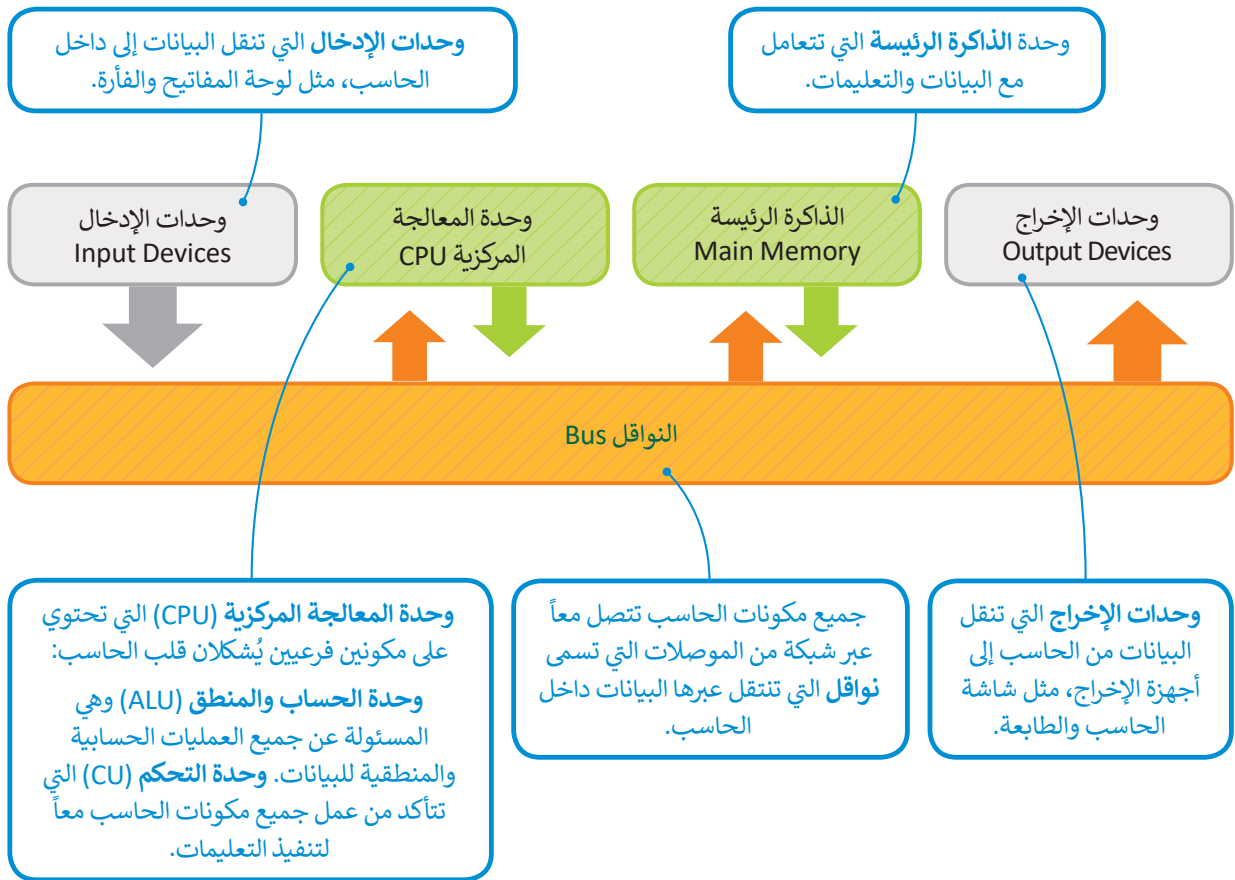 وحدة الذاكرة الرئيسة التي تتعامل
مع البيانات والتعليمات.
وحدات الإدخال التي تنقل البيانات إلى داخل
الحاسب، مثل لوحة المفاتيح والفأرة.
وحدات الإخراج
Output Devices
الذاكرة الرئيسة
Main Memory
وحدة المعالجة
المركزية CPU
وحدات الإدخال
Input Devices
النواقل Bus
وحدات الإخراج التي تنقل
البيانات من الحاسب إلى
أجهزة الإخراج، مثل شاشة
الحاسب والطابعة.
جميع مكونات الحاسب تتصل معاً
عبر شبكة من الموصلات التي تسمى
نواقل التي تنتقل عبرها البيانات داخل
الحاسب.
وحدة المعالجة المركزية (CPU) التي تحتوي
على مكونين فرعيين يُشكلان قلب الحاسب:
وحدة الحساب والمنطق (ALU) وهي
المسئولة عن جميع العمليات الحسابية
والمنطقية للبيانات. وحدة التحكم (CU) التي
تتأكد من عمل جميع مكونات الحاسب معاً
لتنفيذ التعليمات.